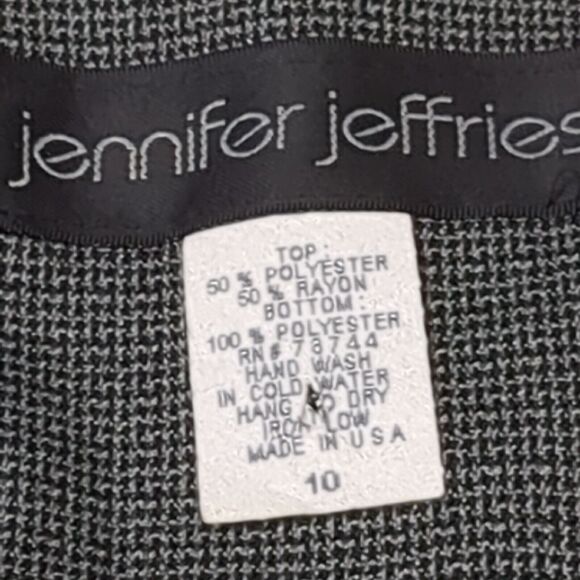 jennifer jeffries
TOP:
50 % POLYESTER
50 % RAYON
BOTTOM:
100 % POLYESTER
RN# 73744
HAND WASH
IN COLD WATER
HANG TO DRY
IRON LOW
MADE IN USA
10